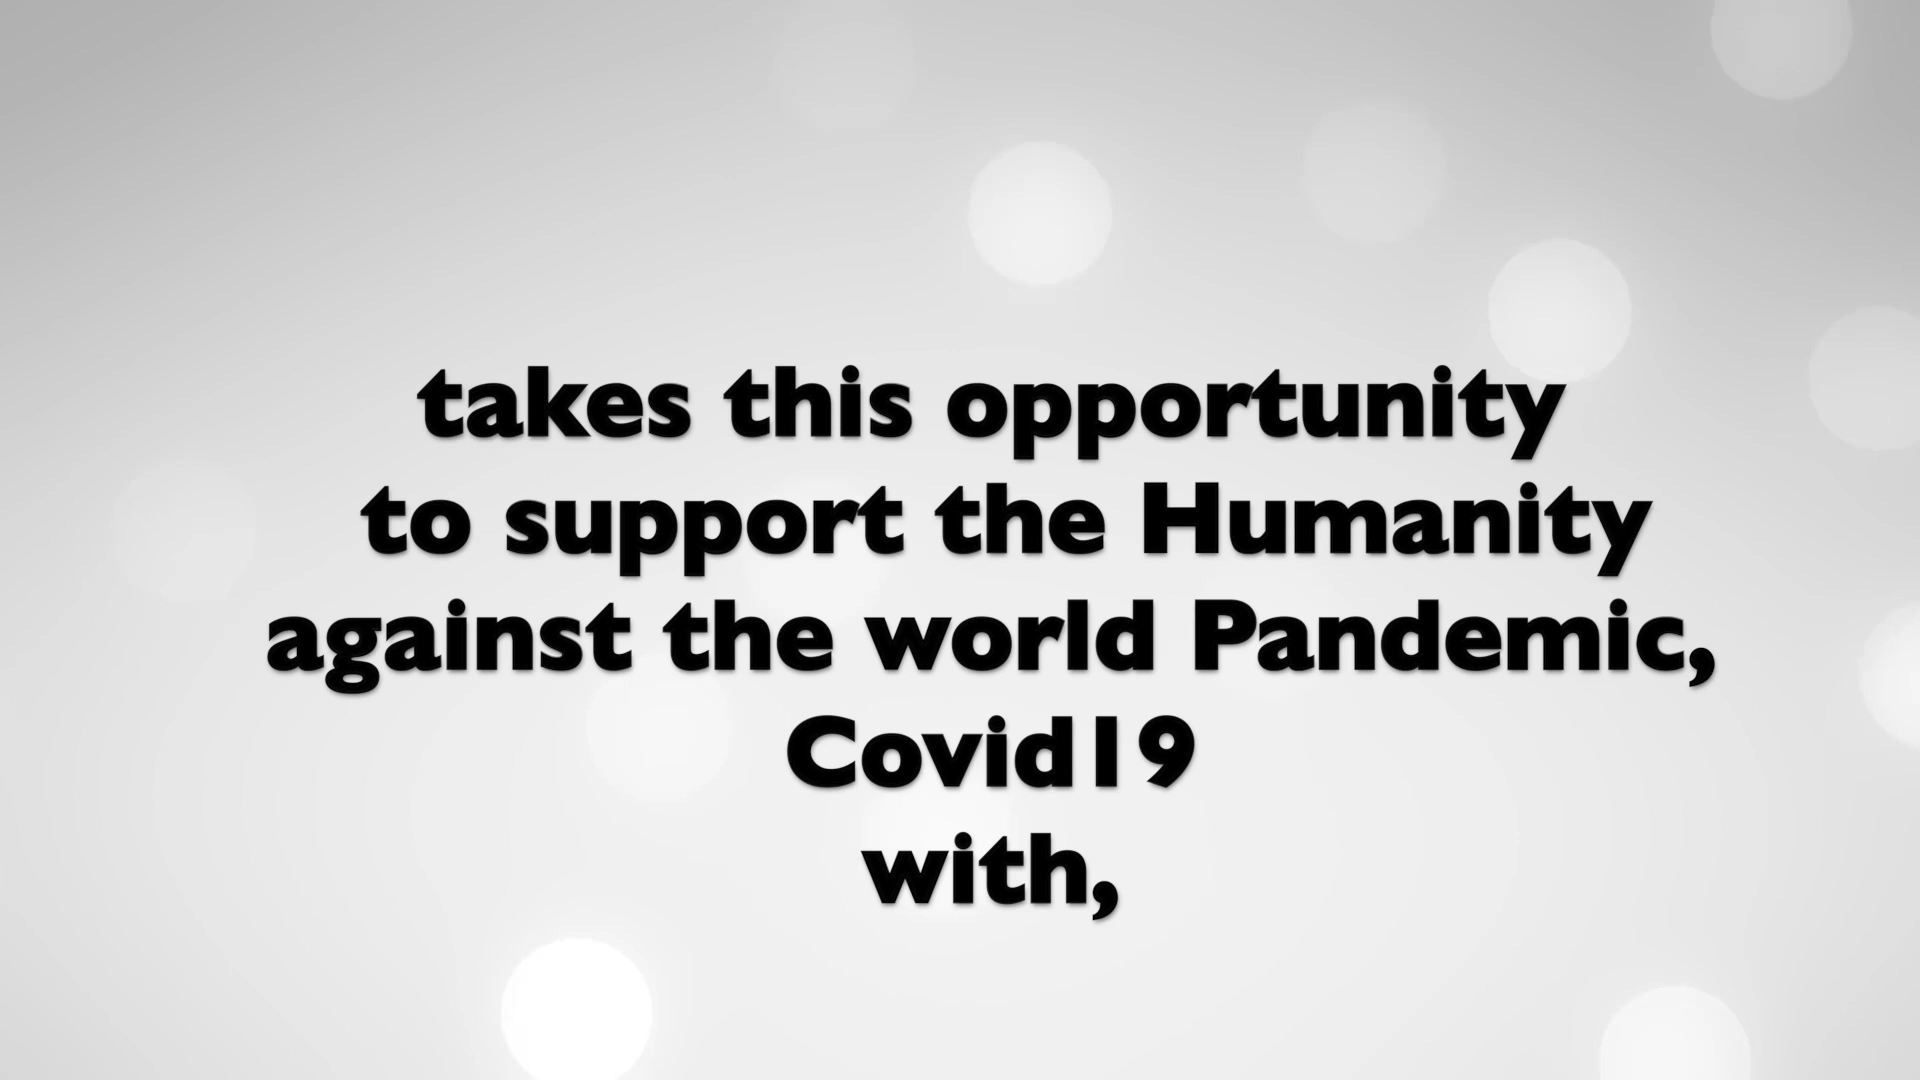 takes this opportunity
to support the Humanity
against the world Pandemic,
Covid19
with,